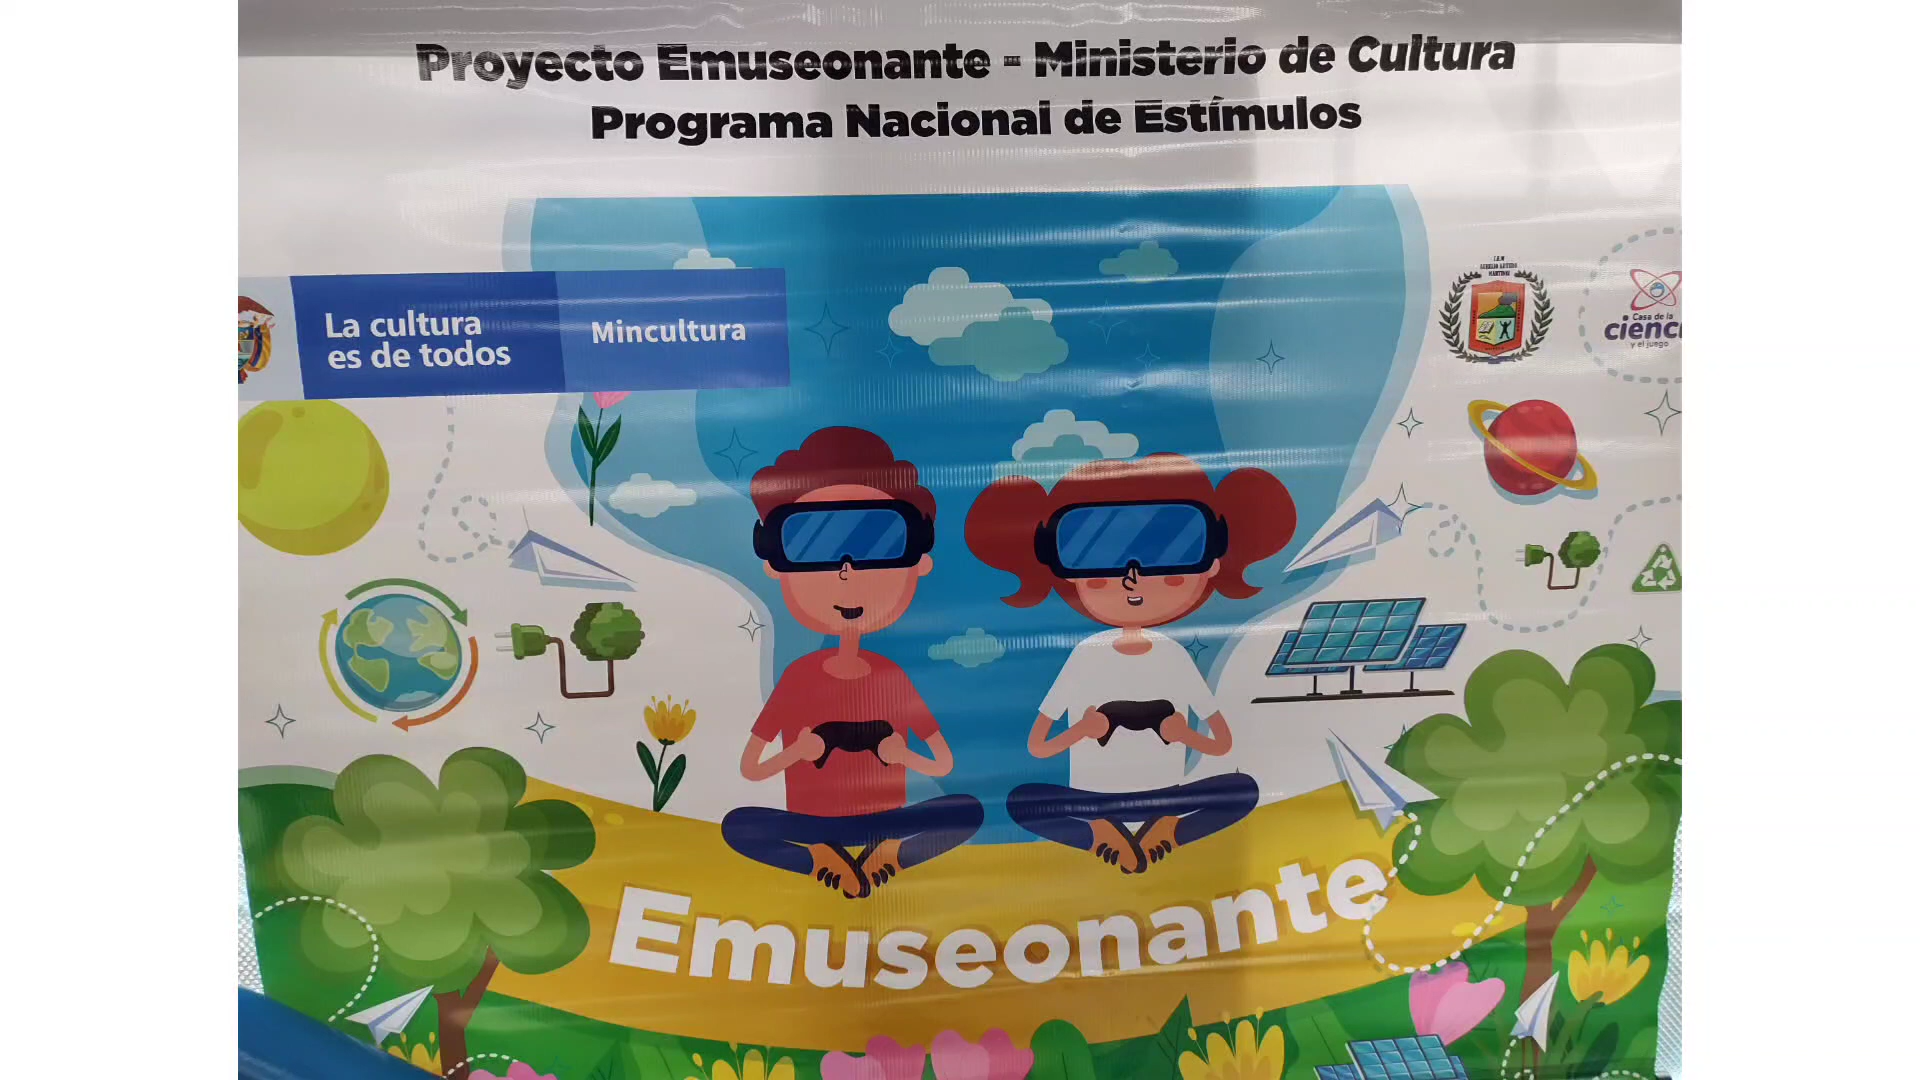 Proyecto Emuseonante - Ministerio de Cultura
Programa Nacional de Estímulos
La cultura
es de todos
Mincultura
Casa de la
y el juego
Emuseonante